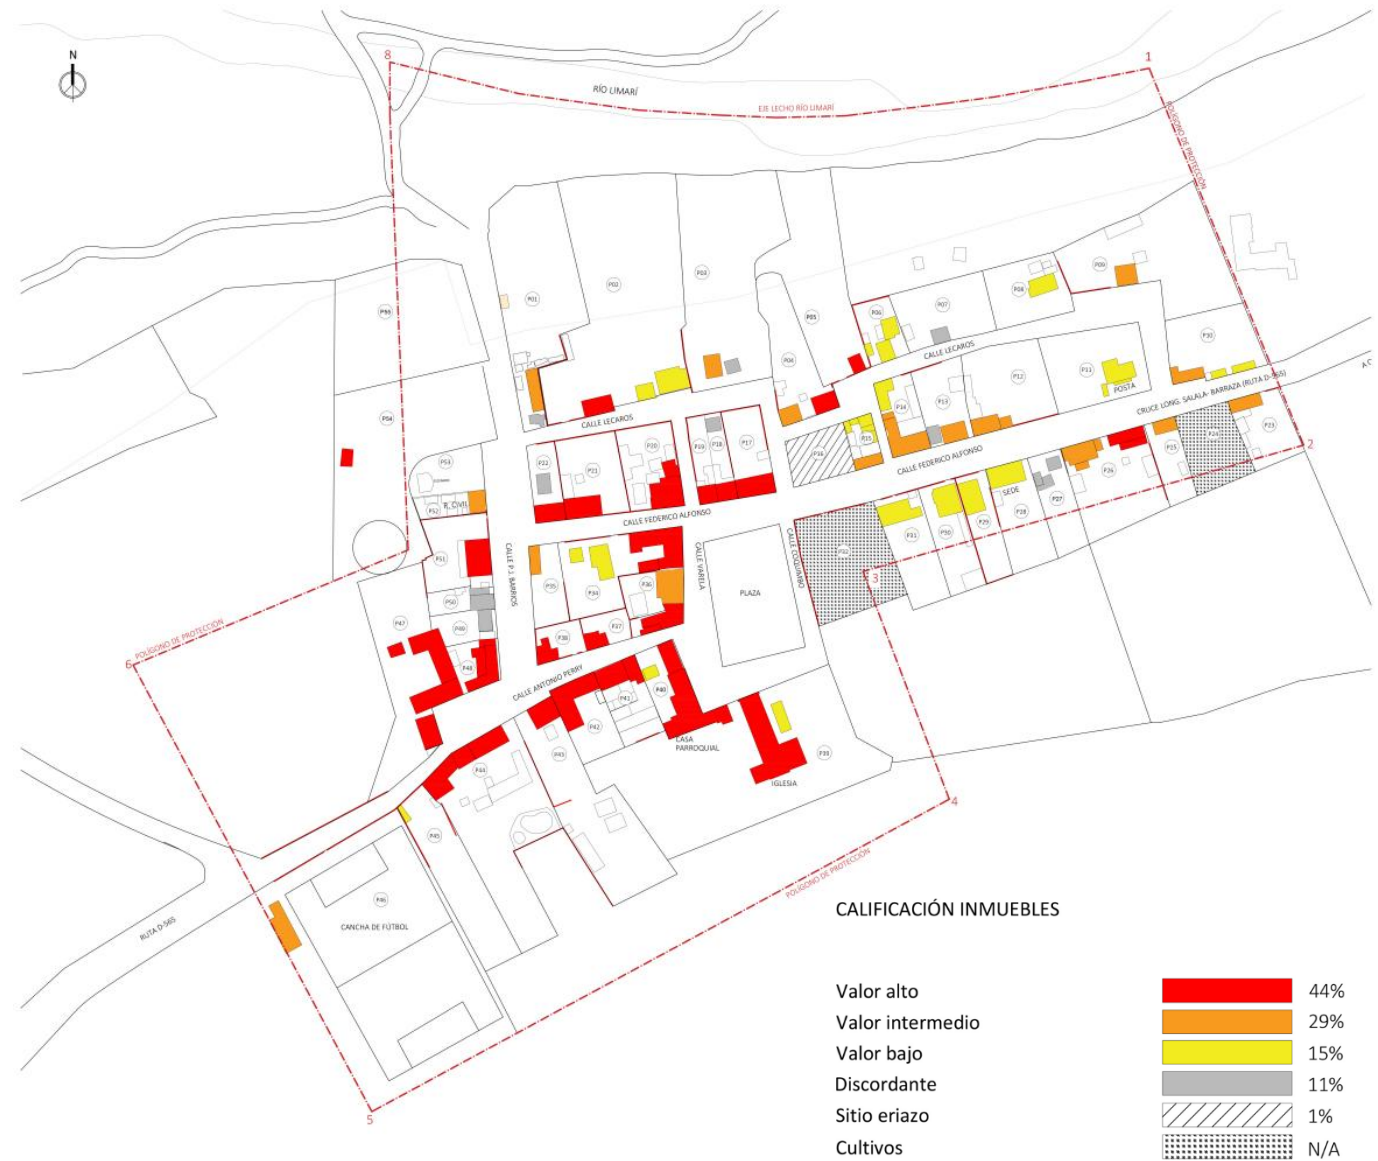 N
8
1
RÍO LIMARÍ
EJE LECHO RÍO LIMARÍ
POLÍGONO DE PROTECCIÓN
P09
P03
P02
P08
P01
P07
P06
P05
P30
CALLE LECAROS
P04
P11
POSTA
P12
P13
P14
CRUCE LONG. SALALA- BARRAZA (RUTA D-565)
A C
CALLE LECAROS
P54
P23
P24
2
P15
P16
P17
P18
P19
P20
P25
P26
CALLE FEDERICO ALFONSO
P53
P22
P21
SEDE
P27
P28
P29
P30
P31
R. CIVIL
P52
CALLE FEDERICO ALFONSO
P32
CALLE COQUIMBO
CALLE VARELA
CALLE P.J. BARRIOS
P51
P35
P34
P36
3
PLAZA
P50
P49
P47
P38
P37
POLÍGONO DE PROTECCIÓN
6
P48
CALLE ANTONIO PERRY
P40
P41
P42
CASA
PARROQUIAL
P39
P43
P44
IGLESIA
4
P45
POLÍGONO DE PROTECCIÓN
P46
CANCHA DE FÚTBOL
RUTA D-565
5
CALIFICACIÓN INMUEBLES
Valor alto 44%
Valor intermedio 29%
Valor bajo 15%
Discordante 11%
Sitio eriazo 1%
Cultivos N/A